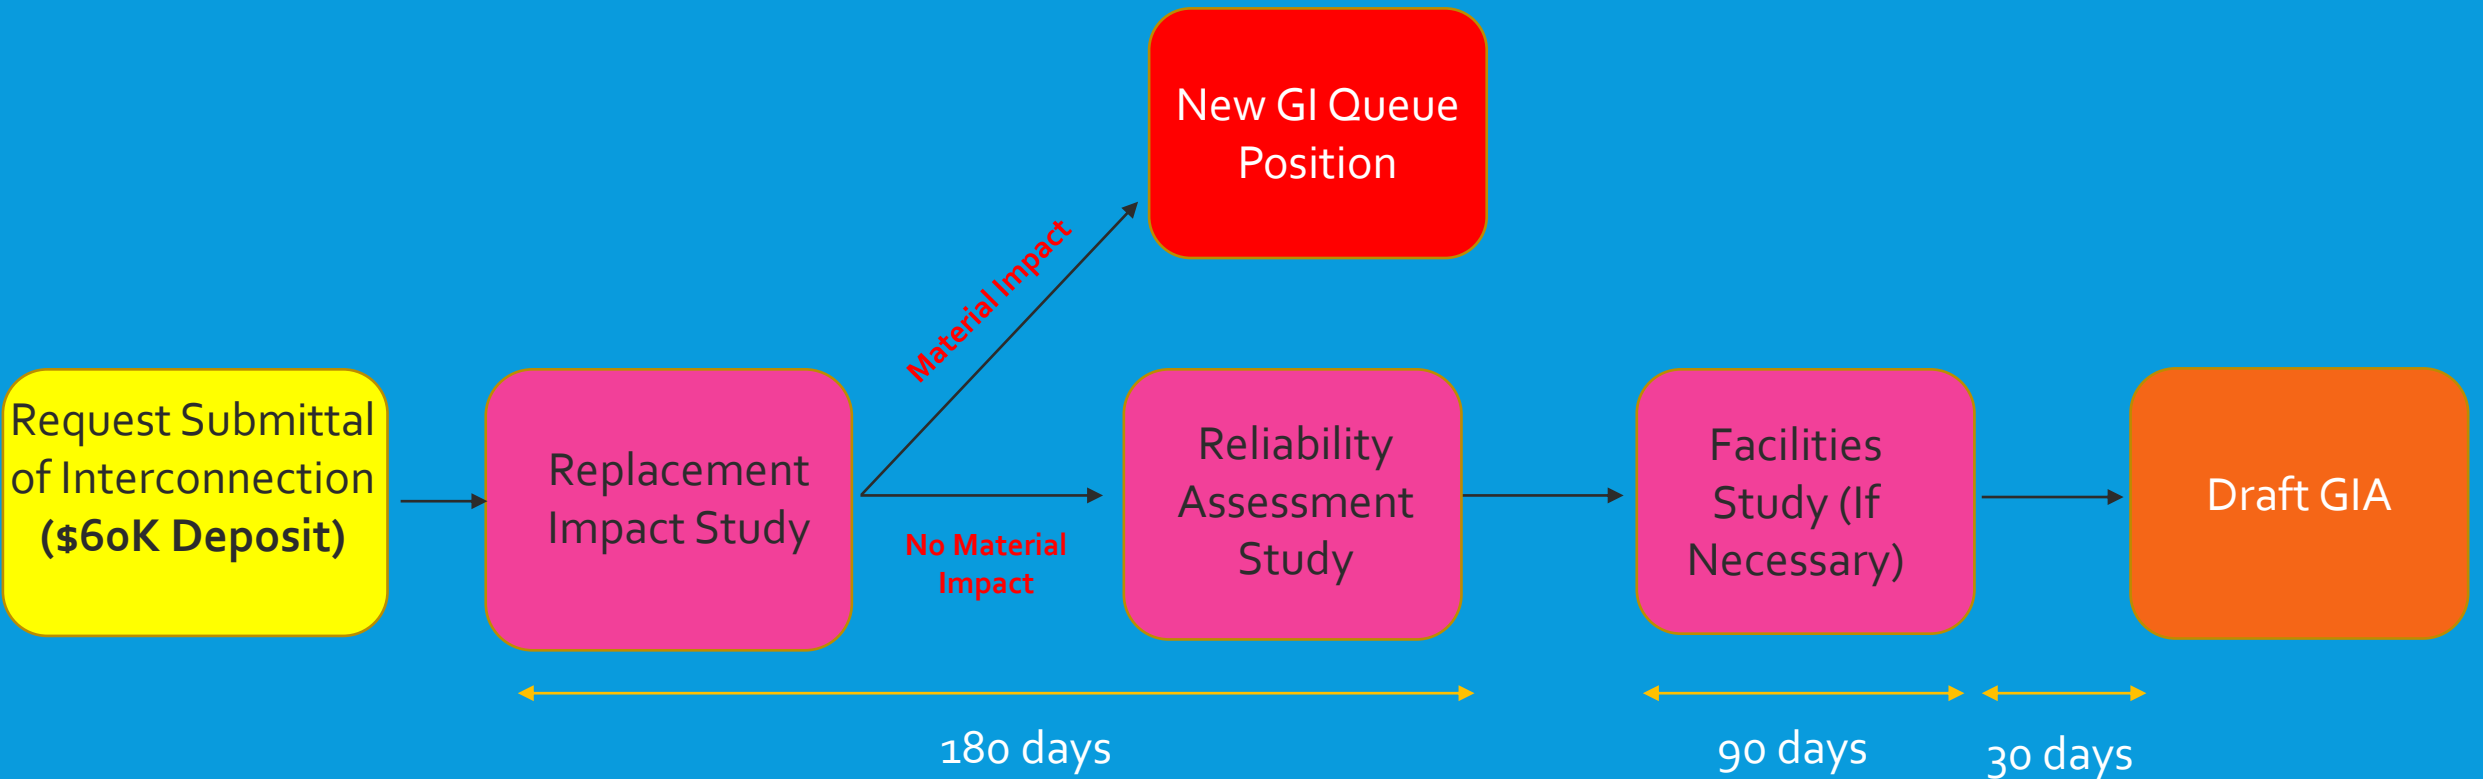 New GI Queue
Position
Material Impact
Request Submittal
of Interconnection
($60K Deposit)
Replacement
Impact Study
No Material
Impact
Reliability
Assessment
Study
Facilities
Study (If
Necessary)
Draft GIA
180 days
90 days
30 days